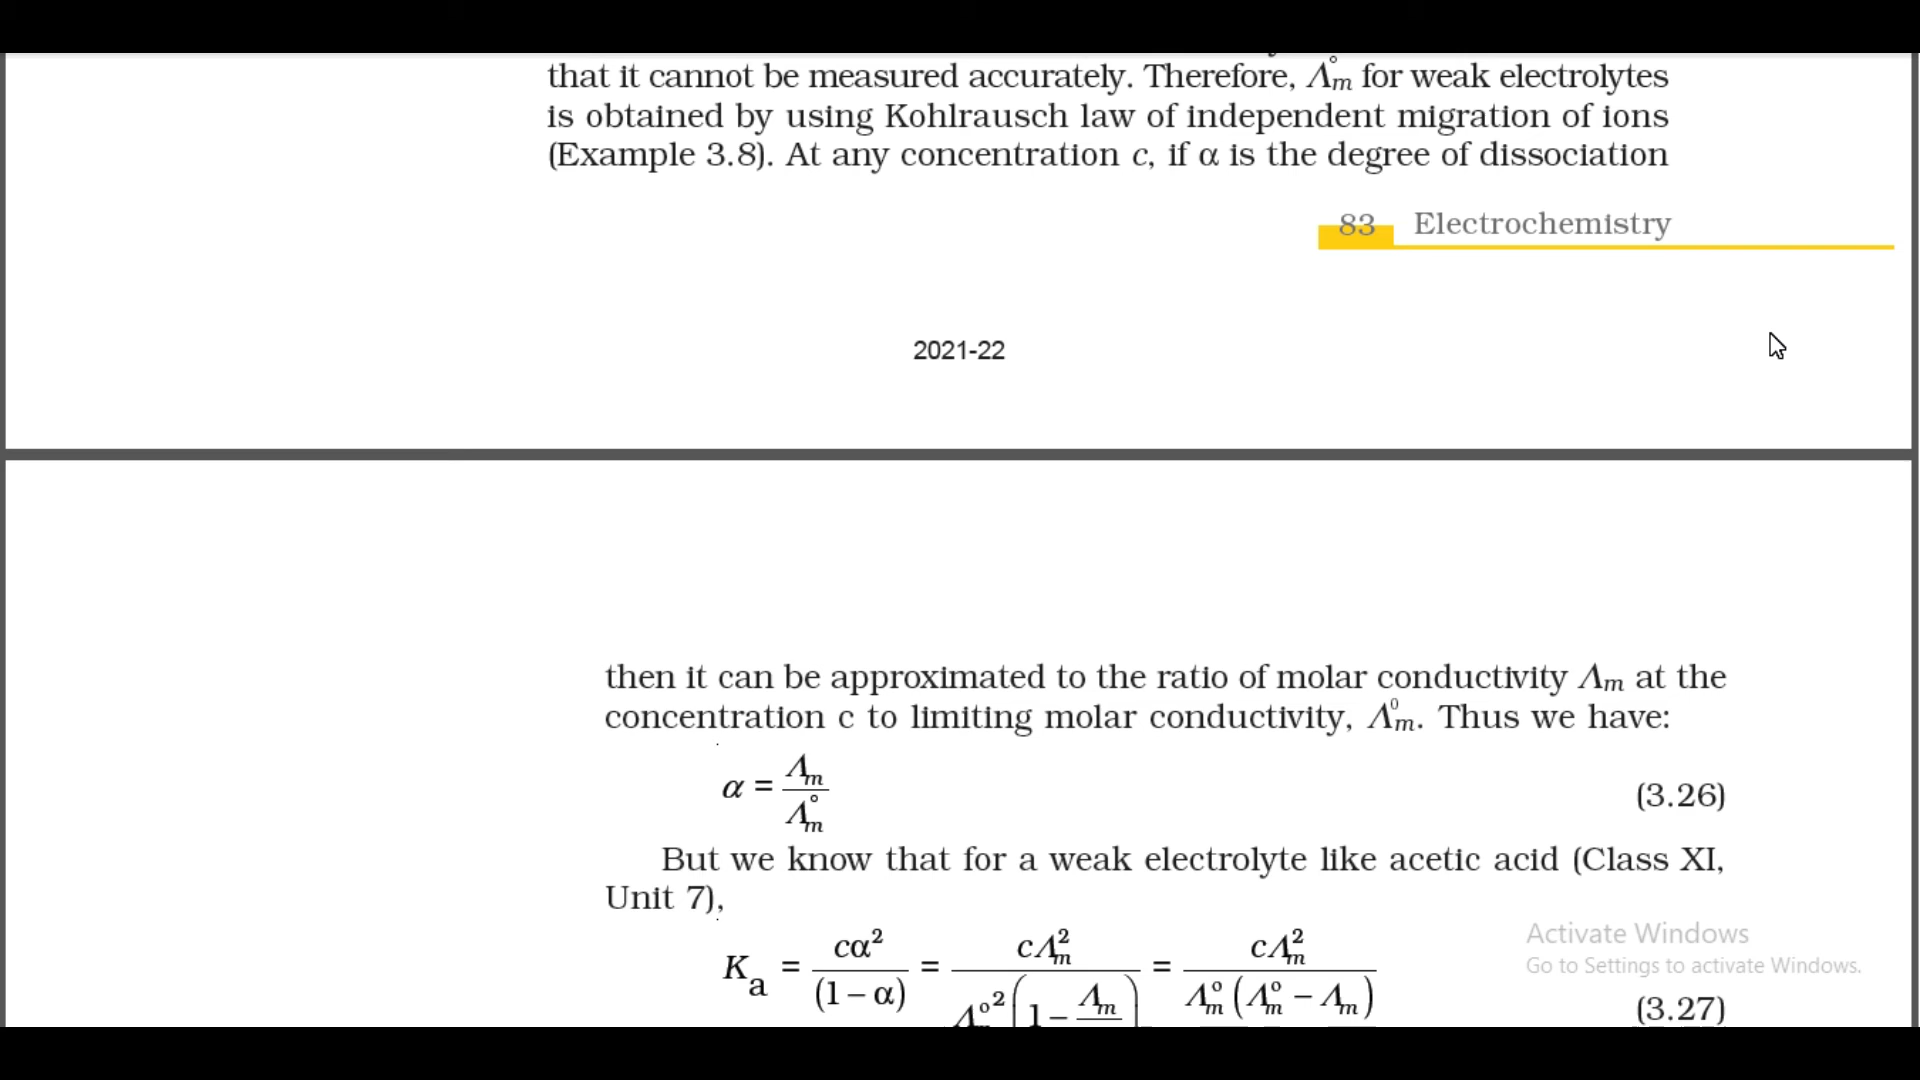 that it cannot be measured accurately. Therefore, Λ°m for weak electrolytes
is obtained by using Kohlrausch law of independent migration of ions
(Example 3.8). At any concentration c, if α is the degree of dissociation
83 Electrochemistry
2021-22
then it can be approximated to the ratio of molar conductivity Λm at the
concentration c to limiting molar conductivity, Λ⁰m. Thus we have:
α = Λm / Λ°m (3.26)
But we know that for a weak electrolyte like acetic acid (Class XI,
Unit 7),
Ka = cα² / (1 – α) = cΛm² / Λ°² (1 – Λm = cΛm² / Λ°m (Λ°m – Λm) (3.27)
Activate Windows
Go to Settings to activate Windows.